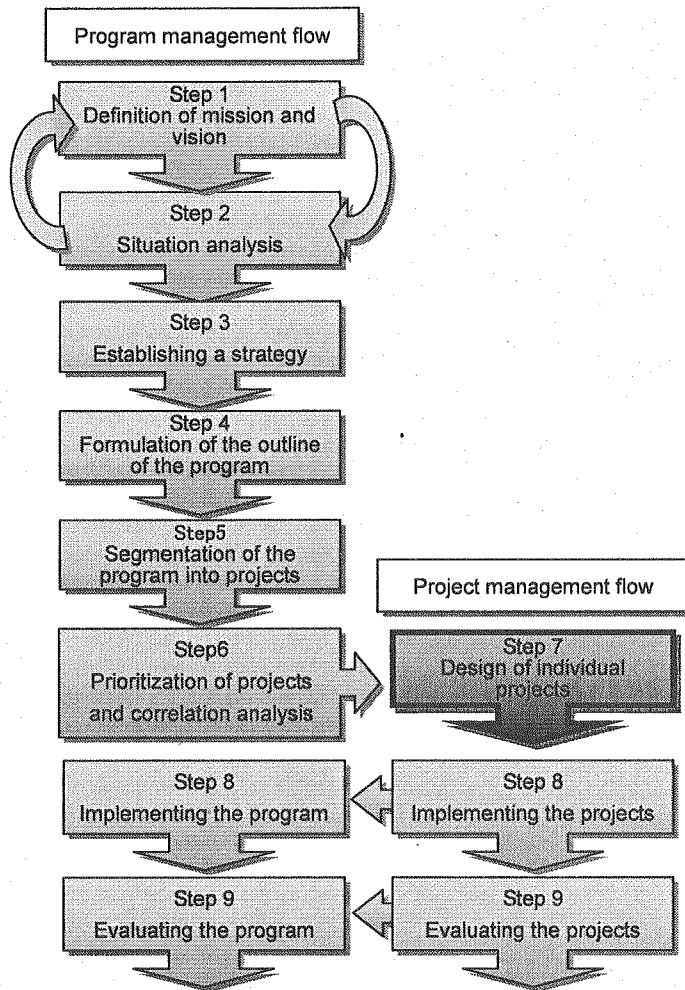 Program management flow
Step 1
Definition of mission and
vision
Step 2
Situation analysis
Step 3
Establishing a strategy
Step 4
Formulation of the outline
of the program
Step5
Segmentation of the
program into projects
Project management flow
Step6
Prioritization of projects
and correlation analysis
Step 7
Design of individual
projects
Step 8
Implementing the program
Step 8
Implementing the projects
Step 9
Evaluating the program
Step 9
Evaluating the projects